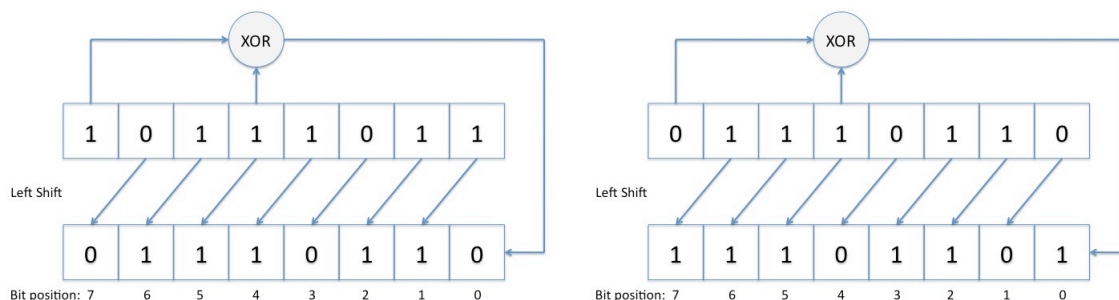 XOR
1 0 1 1 1 0 1 1
Left Shift
0 1 1 1 0 1 1 0
Bit position: 7 6 5 4 3 2 1 0
XOR
0 1 1 1 0 1 1 0
Left Shift
1 1 1 0 1 1 0 1
Bit position: 7 6 5 4 3 2 1 0